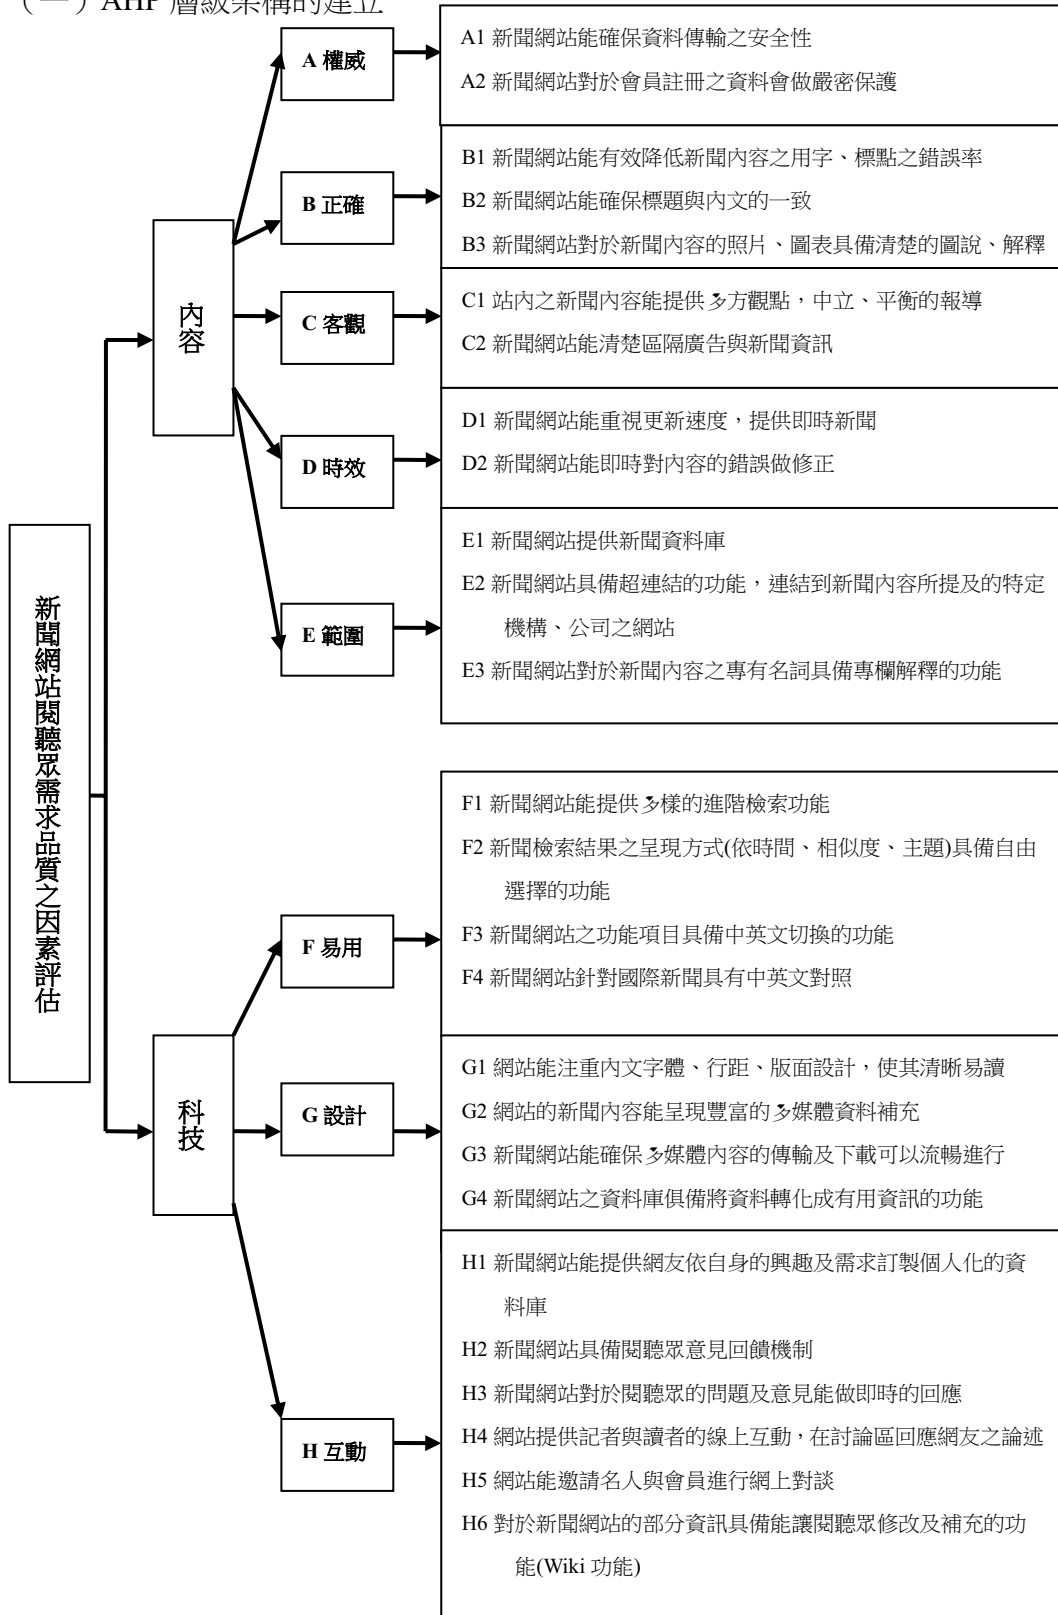 （一）AHP 層級架構的建立
新聞網站閱聽眾需求品質之因素評估
內容
A 權威
A1 新聞網站能確保資料傳輸之安全性
A2 新聞網站對於會員註冊之資料會做嚴密保護
B 正確
B1 新聞網站能有效降低新聞內容之用字、標點之錯誤率
B2 新聞網站能確保標題與內文的一致
B3 新聞網站對於新聞內容的照片、圖表具備清楚的圖說、解釋
C 客觀
C1 站內之新聞內容能提供多方觀點，中立、平衡的報導
C2 新聞網站能清楚區隔廣告與新聞資訊
D 時效
D1 新聞網站能重視更新速度，提供即時新聞
D2 新聞網站能即時對內容的錯誤做修正
E 範圍
E1 新聞網站提供新聞資料庫
E2 新聞網站具備超連結的功能，連結到新聞內容所提及的特定
機構、公司之網站
E3 新聞網站對於新聞內容之專有名詞具備專欄解釋的功能
科技
F 易用
F1 新聞網站能提供多樣的進階檢索功能
F2 新聞檢索結果之呈現方式(依時間、相似度、主題)具備自由
選擇的功能
F3 新聞網站之功能項目具備中英文切換的功能
F4 新聞網站針對國際新聞具有中英文對照
G 設計
G1 網站能注重內文字體、行距、版面設計，使其清晰易讀
G2 網站的新聞內容能呈現豐富的多媒體資料補充
G3 新聞網站能確保多媒體內容的傳輸及下載可以流暢進行
G4 新聞網站之資料庫俱備將資料轉化成有用資訊的功能
H 互動
H1 新聞網站能提供網友依自身的興趣及需求訂製個人化的資
料庫
H2 新聞網站具備閱聽眾意見回饋機制
H3 新聞網站對於閱聽眾的問題及意見能做即時的回應
H4 網站提供記者與讀者的線上互動，在討論區回應網友之論述
H5 網站能邀請名人與會員進行網上對談
H6 對於新聞網站的部分資訊具備能讓閱聽眾修改及補充的功
能(Wiki 功能)